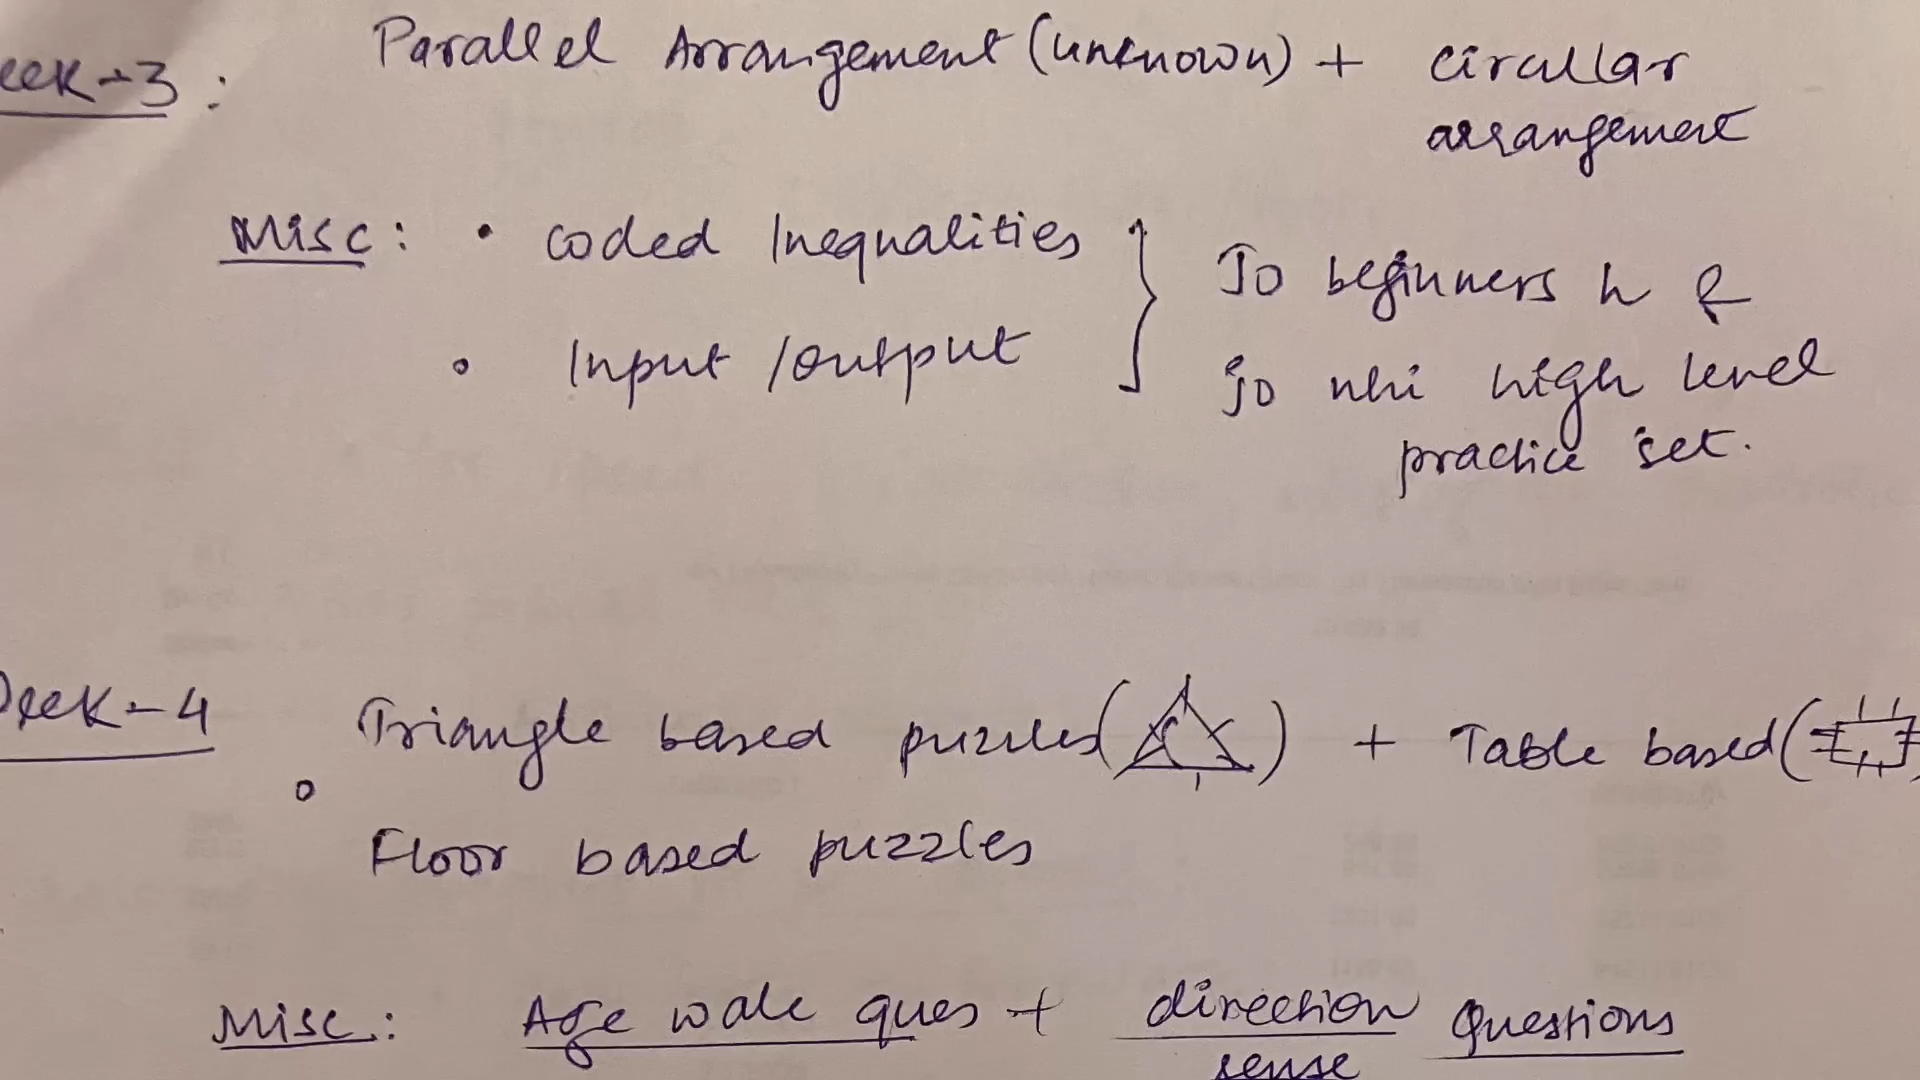 eek-3: Parallel Arrangement (unknown) + circular
arrangement
Misc: • coded Inequalities
• Input / output
Jo beginners h &
jo nhi high level
practice set.
Week-4 Triangle based puzzles ( ) + Table based (
Floor based puzzles
Misc.: Age wale ques + direction Questions
sense